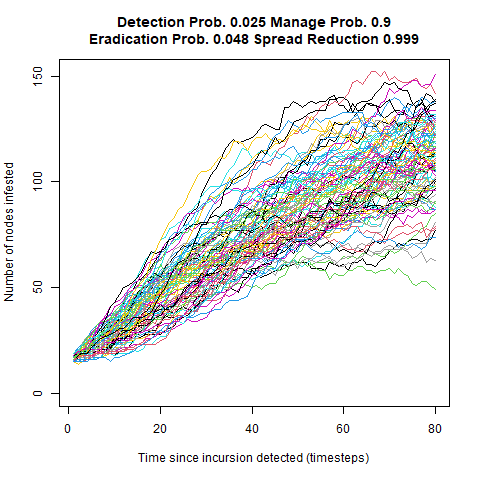 Detection Prob. 0.025 Manage Prob. 0.9
Eradication Prob. 0.048 Spread Reduction 0.999
Number of nodes infested
150
100
50
0
0 20 40 60 80
Time since incursion detected (timesteps)